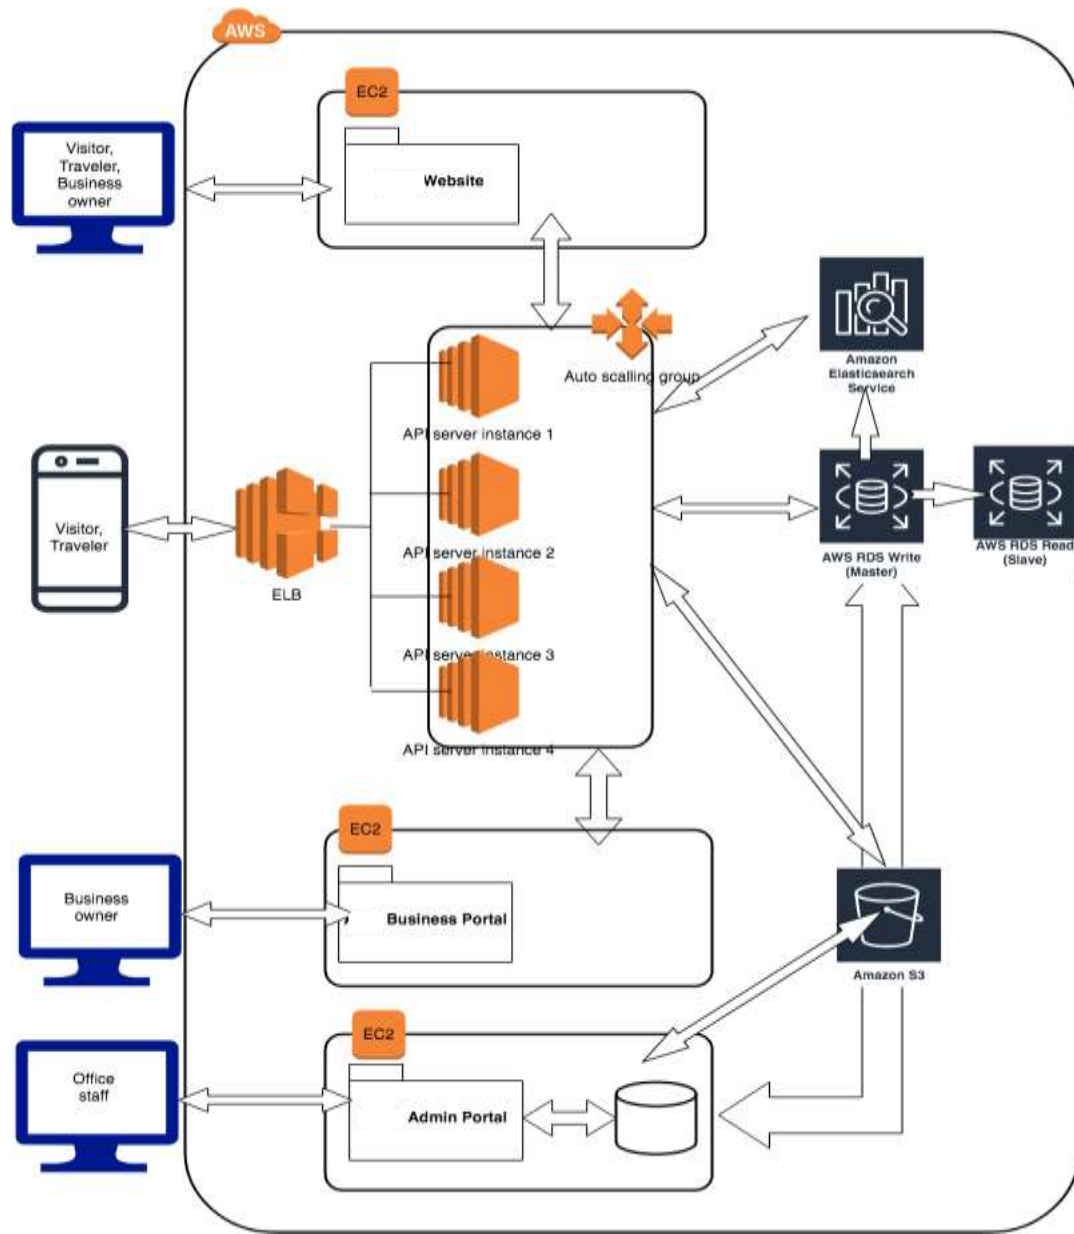 AWS
EC2
Visitor,
Traveler,
Business
owner
Website
Auto scalling group
Amazon
Elasticsearch
Service
API server instance 1
API server instance 2
API server instance 3
API server instance 4
Visitor,
Traveler
ELB
AWS RDS Write
(Master)
AWS RDS Read
(Slave)
EC2
Business
owner
Business Portal
Amazon S3
EC2
Office
staff
Admin Portal